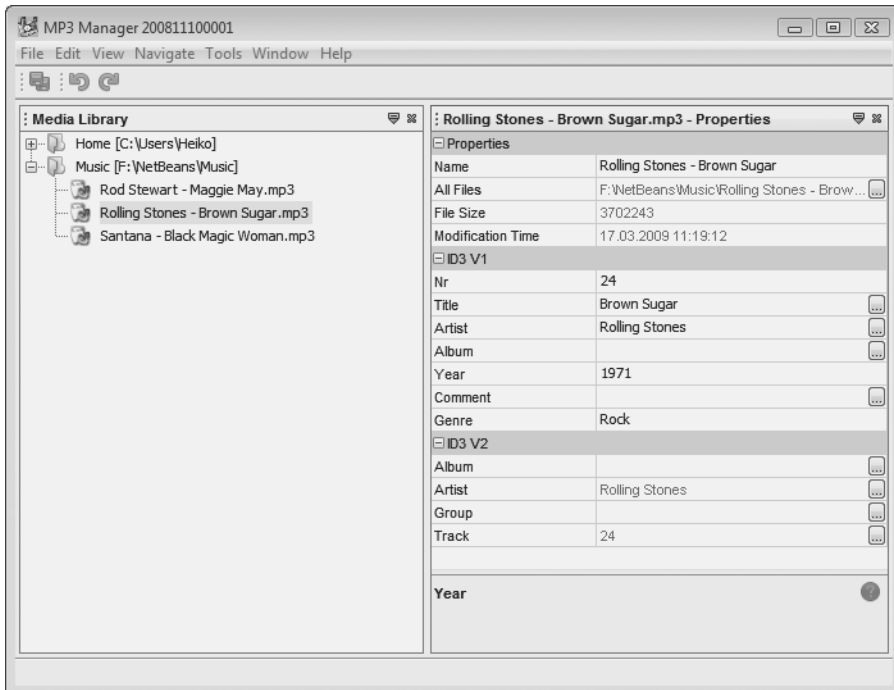 MP3 Manager 200811100001
File Edit View Navigate Tools Window Help
Media Library
Home [C:\Users\Heiko]
Music [F:\NetBeans\Music]
Rod Stewart - Maggie May.mp3
Rolling Stones - Brown Sugar.mp3
Santana - Black Magic Woman.mp3
Rolling Stones - Brown Sugar.mp3 - Properties
Properties
Name Rolling Stones - Brown Sugar
All Files F:\NetBeans\Music\Rolling Stones - Brow... ...
File Size 3702243
Modification Time 17.03.2009 11:19:12
ID3 V1
Nr 24
Title Brown Sugar ...
Artist Rolling Stones ...
Album ...
Year 1971
Comment ...
Genre Rock
ID3 V2
Album ...
Artist Rolling Stones ...
Group ...
Track 24 ...
Year ?